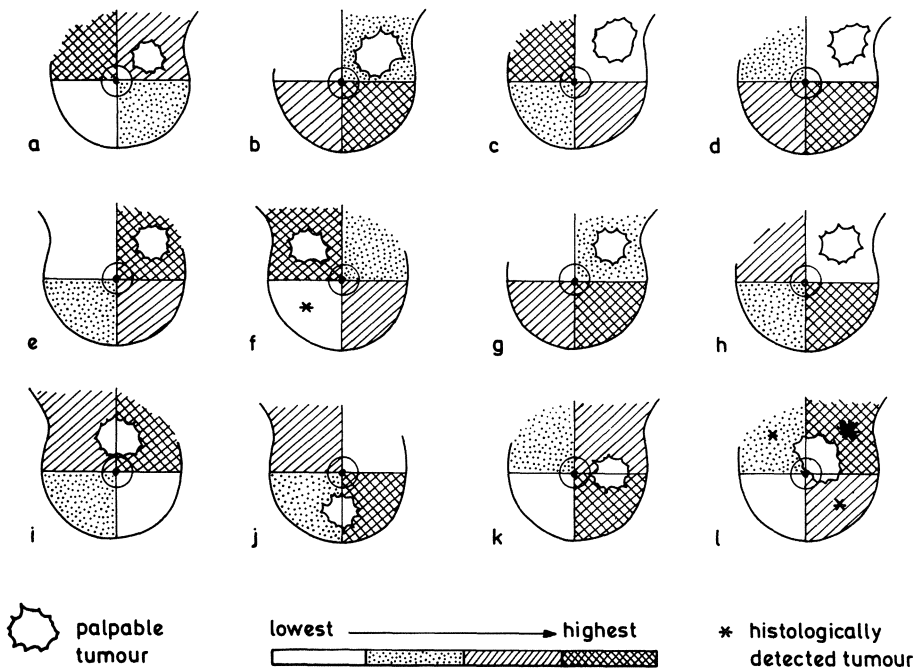 a
b
c
d
e
f
g
h
i
j
k
l
palpable
tumour
lowest
highest
histologically
detected tumour